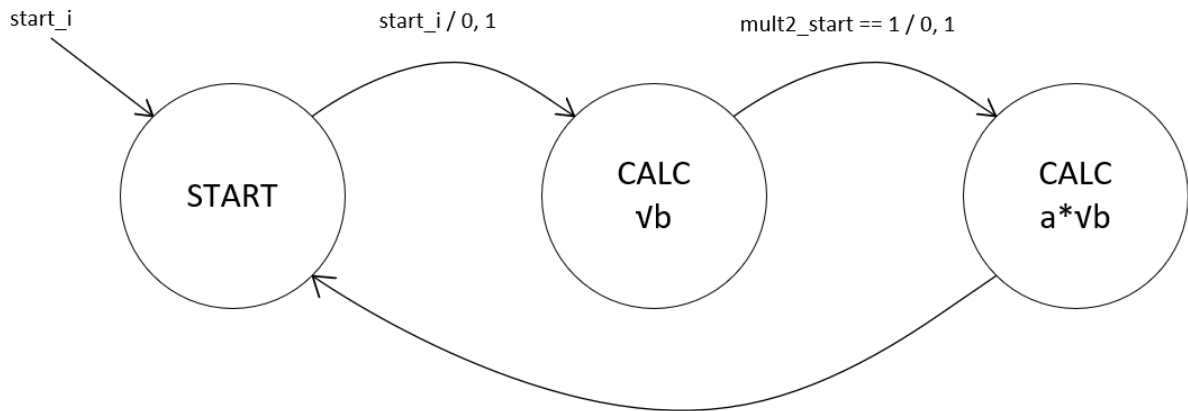 start_i
start_i / 0, 1
mult2_start == 1 / 0, 1
START
CALC
√b
CALC
a*√b